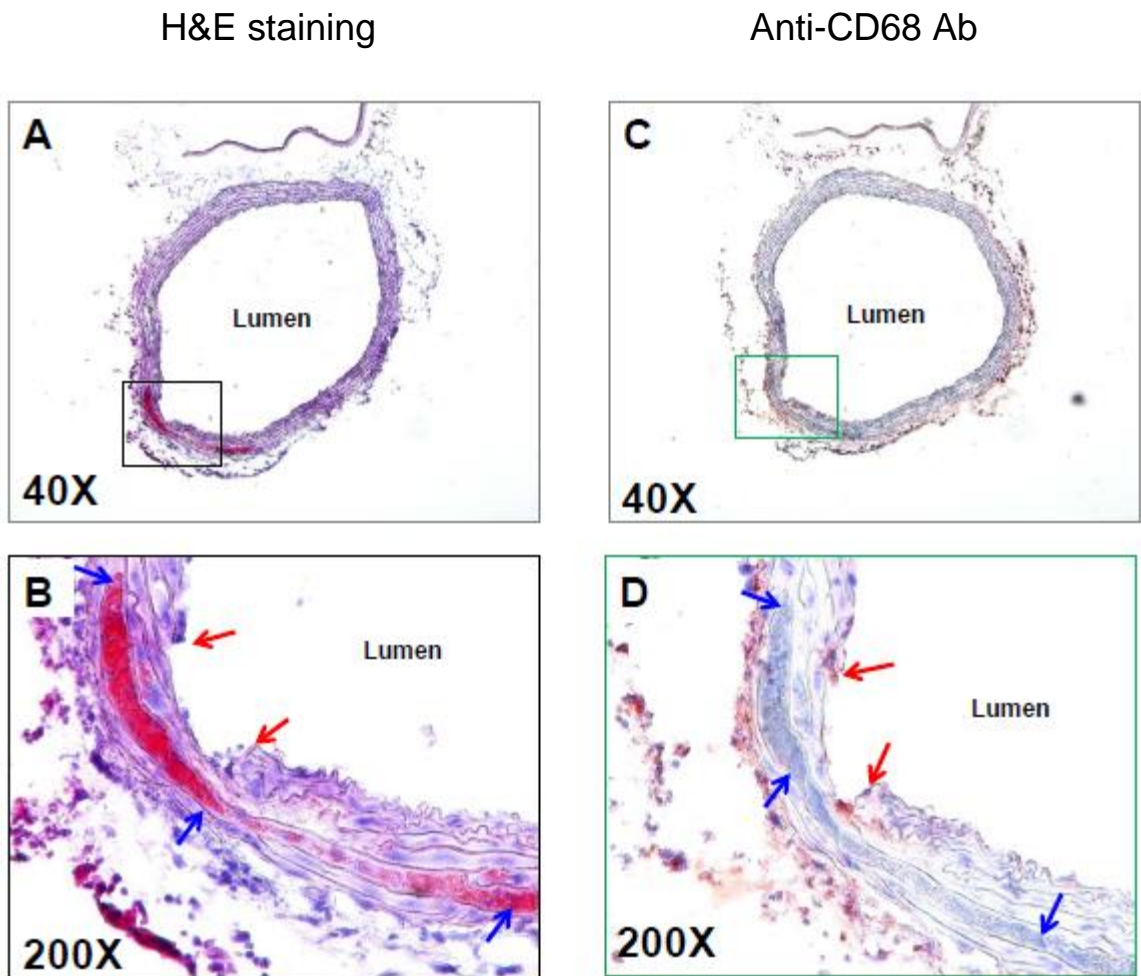 H&E staining
Anti-CD68 Ab
A
Lumen
40X
C
Lumen
40X
B
Lumen
200X
D
Lumen
200X